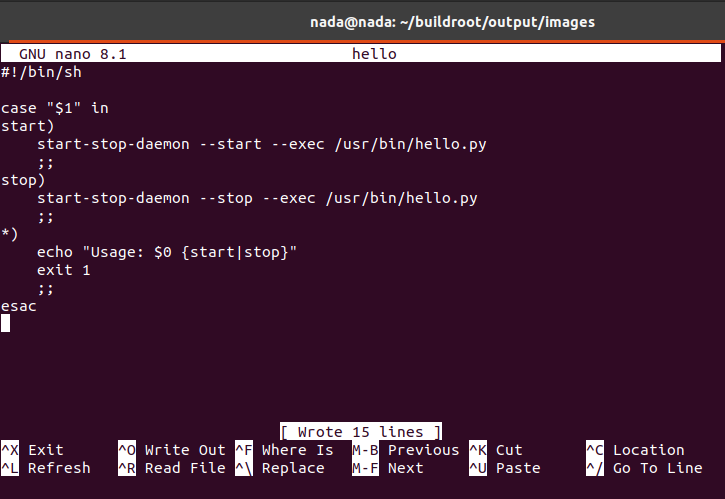 nada@nada: ~/buildroot/output/images
GNU nano 8.1 hello
#!/bin/sh
case "$1" in
start)
    start-stop-daemon --start --exec /usr/bin/hello.py
    ;;
stop)
    start-stop-daemon --stop --exec /usr/bin/hello.py
    ;;
*)
    echo "Usage: $0 {start|stop}"
    exit 1
    ;;
esac
[ Wrote 15 lines ]
^X Exit ^O Write Out ^F Where Is M-B Previous ^K Cut ^C Location
^L Refresh ^R Read File ^\ Replace M-F Next ^U Paste ^/ Go To Line